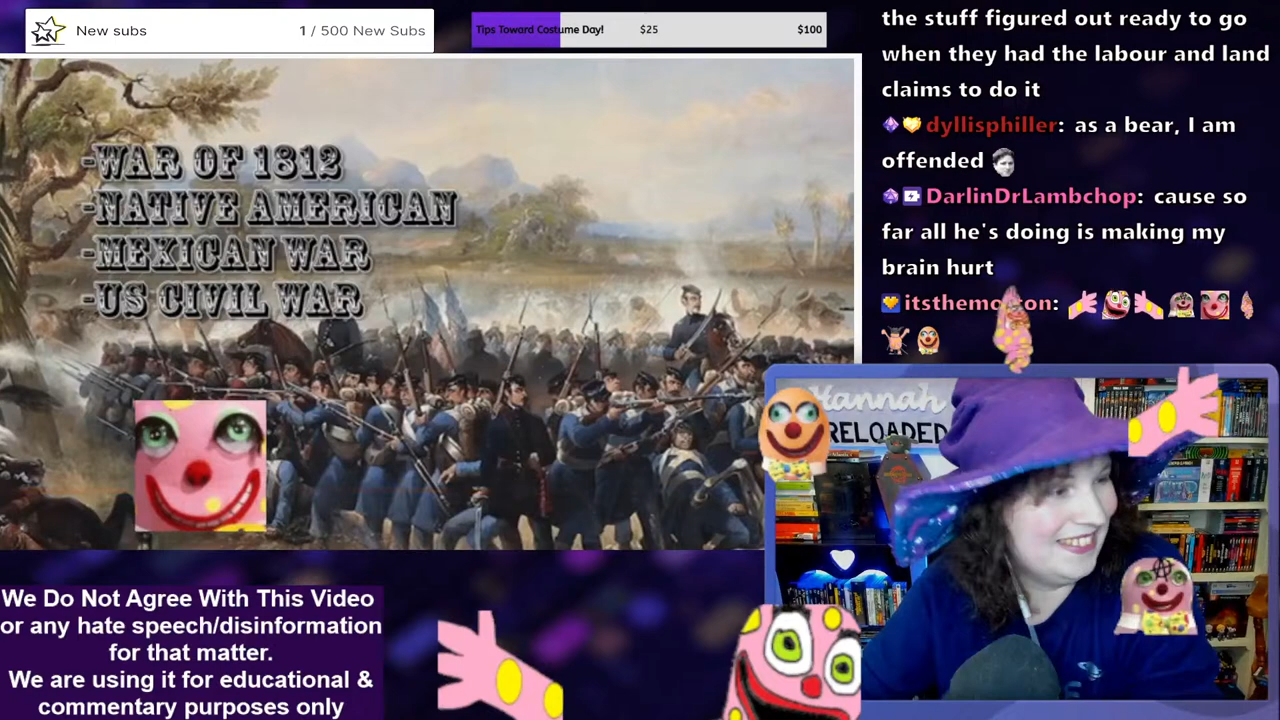 New subs
1 / 500 New Subs
Tips Toward Costume Day!
$25
$100
-WAR OF 1812
-NATIVE AMERICAN
-MEXICAN WAR
-US CIVIL WAR
the stuff figured out ready to go
when they had the labour and land
claims to do it
dyllisphiller: as a bear, I am
offended
DarlinDrLambchop: cause so
far all he's doing is making my
brain hurt
Hannah
RELOADED
We Do Not Agree With This Video
or any hate speech/disinformation
for that matter.
We are using it for educational &
commentary purposes only